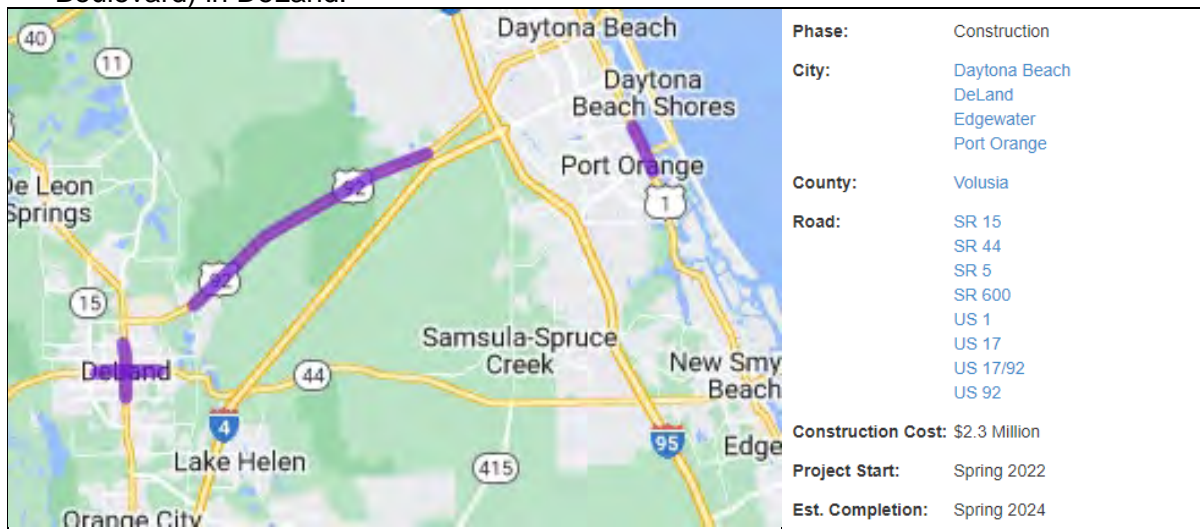 Boulevard) in DeLand.
40
11
Daytona Beach
Daytona
Beach Shores
Port Orange
De Leon
Springs
92
1
92
15
DeLand
Samsula-Spruce
Creek
New Smy
Beach
44
4
95
Edge
Lake Helen
415
Orange City
Phase: Construction
City: Daytona Beach
DeLand
Edgewater
Port Orange
County: Volusia
Road: SR 15
SR 44
SR 5
SR 600
US 1
US 17
US 17/92
US 92
Construction Cost: $2.3 Million
Project Start: Spring 2022
Est. Completion: Spring 2024